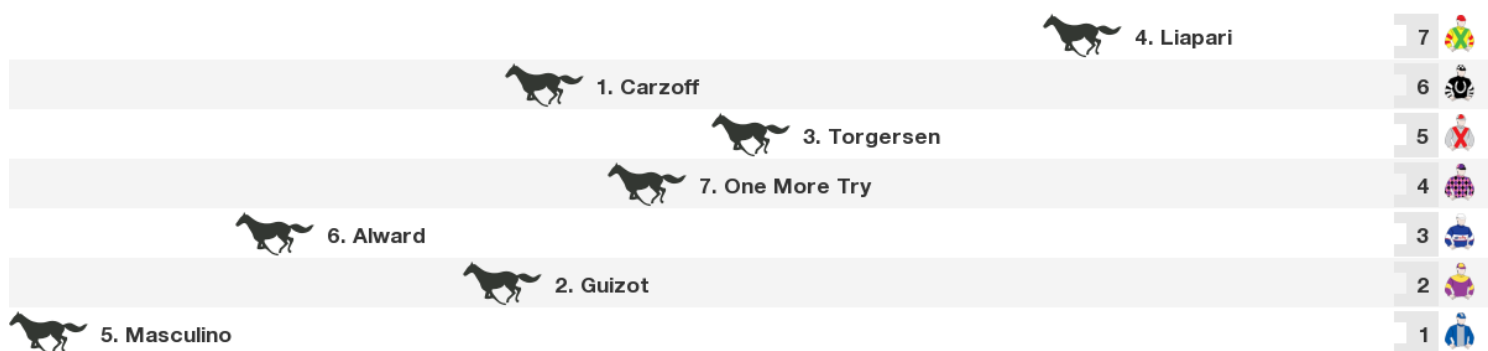 4. Liapari 7
1. Carzoff 6
3. Torgersen 5
7. One More Try 4
6. Alward 3
2. Guizot 2
5. Masculino 1